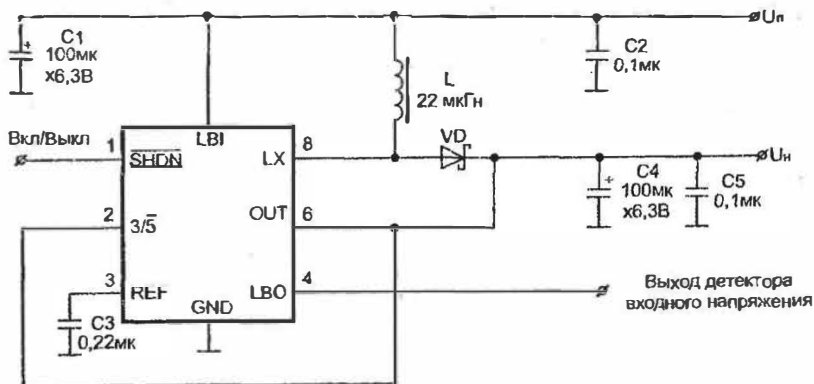 Uп
C1
100мк
х6,3В
C2
0,1мк
L
22 мкГн
Вкл/Выкл
LBI
VD
1
SHDN
LX
8
Uн
C4
100мк
х6,3В
C5
0,1мк
2
3/5
OUT
6
3
REF
LBO
4
GND
C3
0,22мк
Выход детектора
входного напряжения